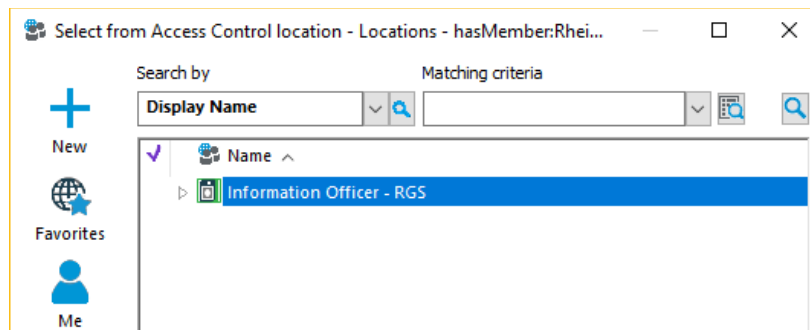 Select from Access Control location - Locations - hasMember:Rhei...
Search by
Matching criteria
Display Name
New
Name
Information Officer - RGS
Favorites
Me